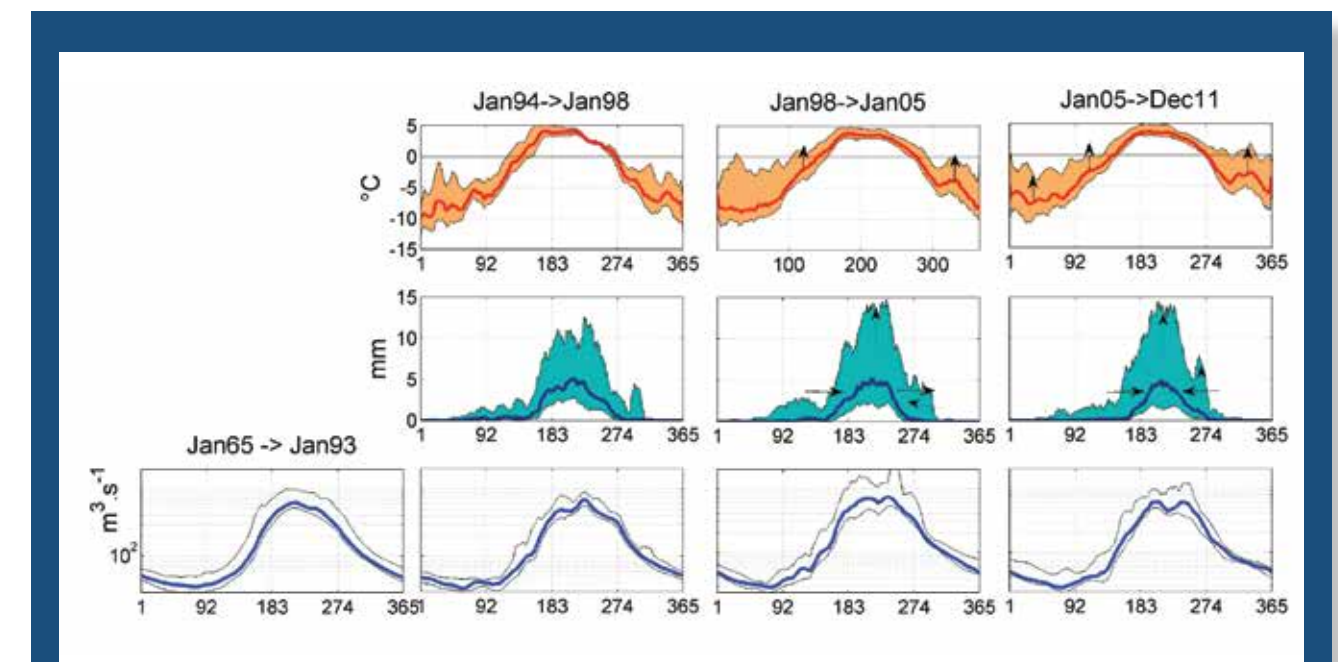 Jan94->Jan98 Jan98->Jan05 Jan05->Dec11
5
0
-5
-10
-15
°C
1 92 183 274 365 100 200 300 1 92 183 274 365
15
10
5
0
mm
1 92 183 274 365 1 92 183 274 365 1 92 183 274 365
Jan65 -> Jan93
m³.s⁻¹
10²
1 92 183 274 365 1 92 183 274 365 1 92 183 274 365 1 92 183 274 365